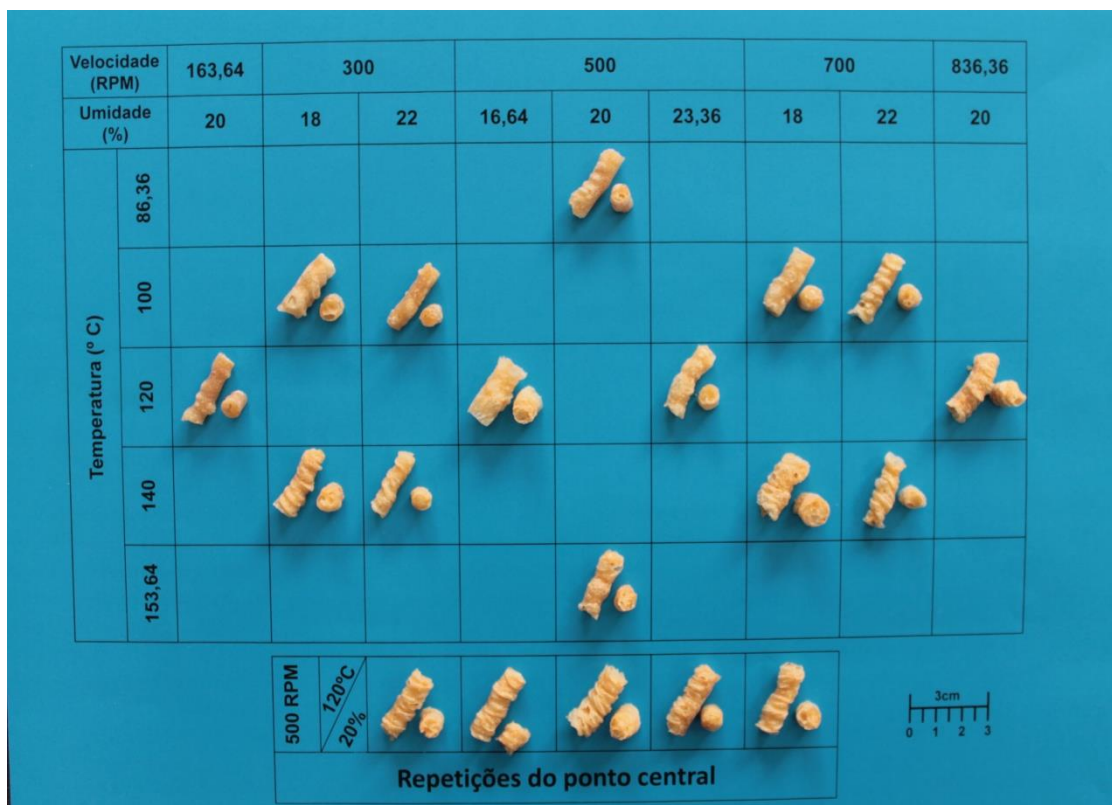 Velocidade (RPM) 163,64 300 500 700 836,36
Umidade (%) 20 18 22 16,64 20 23,36 18 22 20
Temperatura (º C)
86,36
100
120
140
153,64
500 RPM 120ºC 20%
3cm
0 1 2 3
Repetições do ponto central